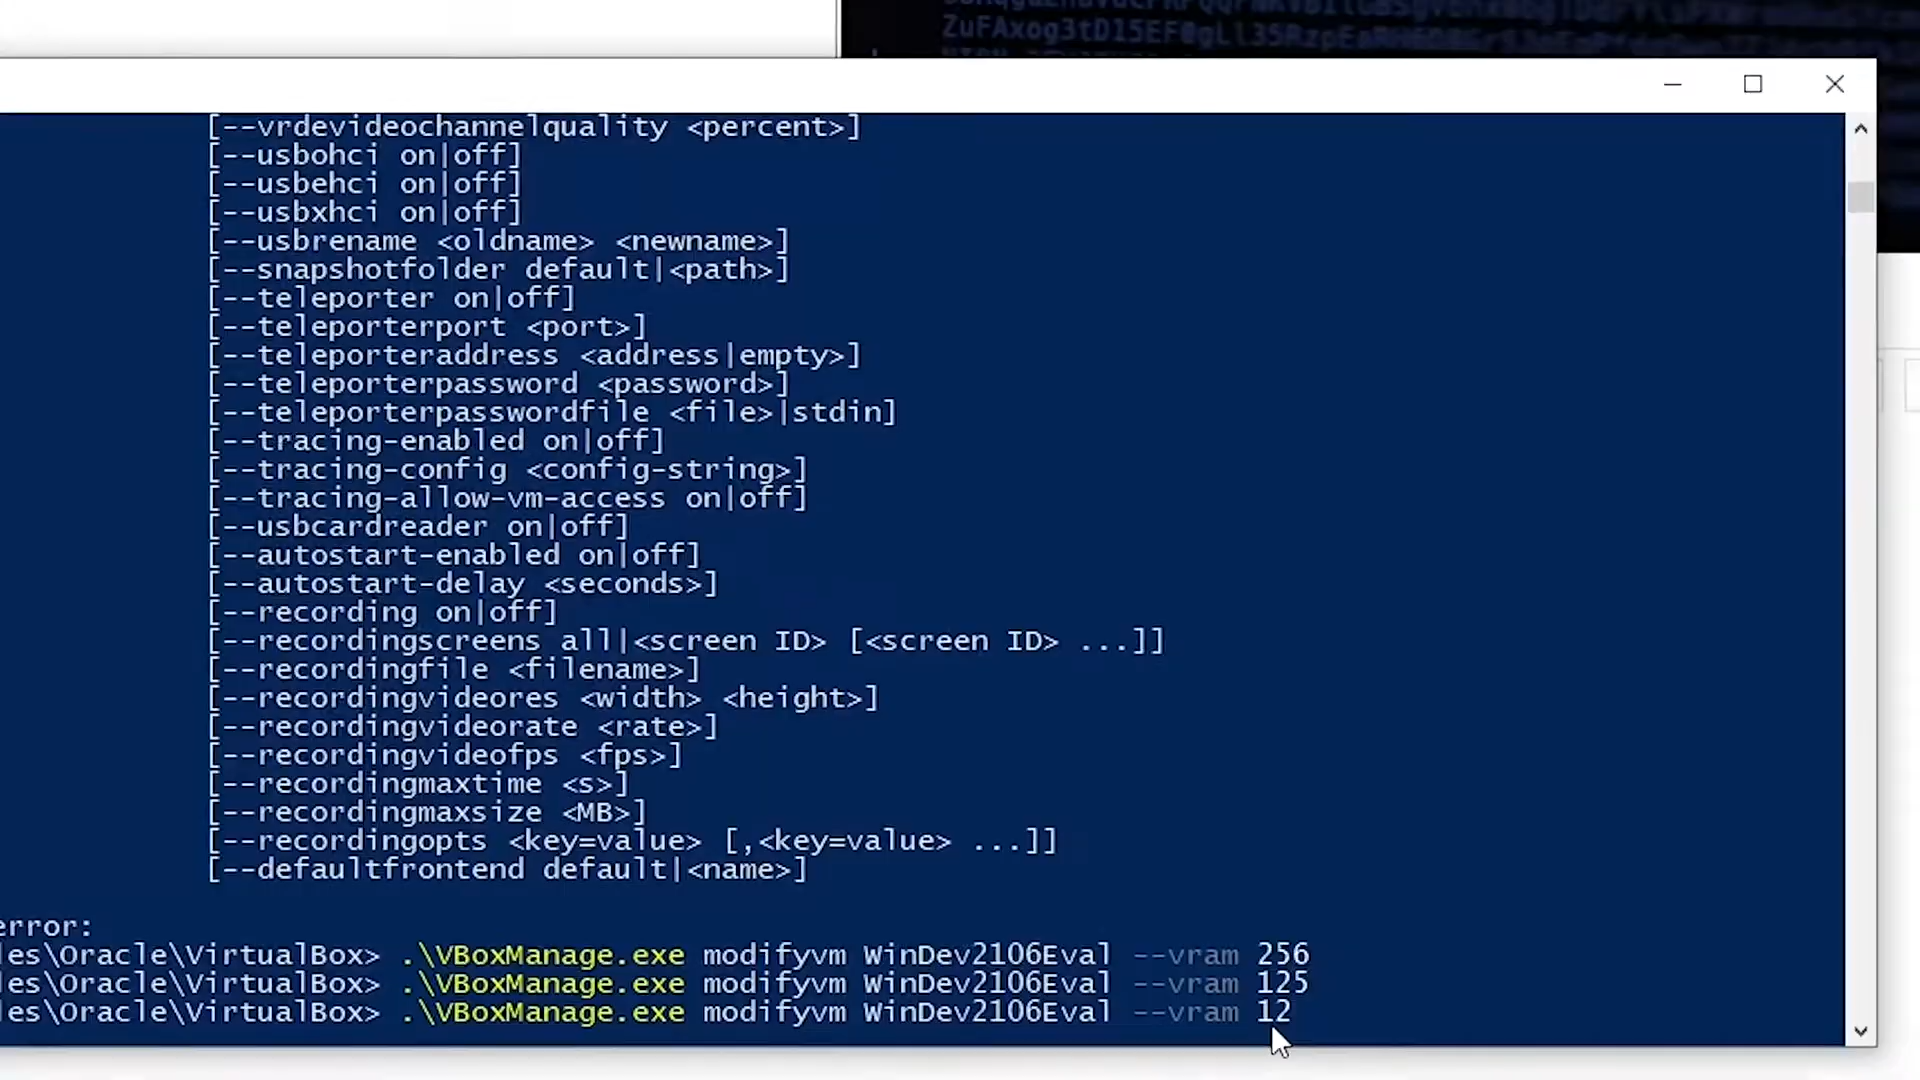 ZuFAxog3tD15EF
[--vrdevideochannelquality <percent>]
[--usbohci on|off]
[--usbehci on|off]
[--usbxhci on|off]
[--usbrename <oldname> <newname>]
[--snapshotfolder default|<path>]
[--teleporter on|off]
[--teleporterport <port>]
[--teleporteraddress <address|empty>]
[--teleporterpassword <password>]
[--teleporterpasswordfile <file>|stdin]
[--tracing-enabled on|off]
[--tracing-config <config-string>]
[--tracing-allow-vm-access on|off]
[--usbcardreader on|off]
[--autostart-enabled on|off]
[--autostart-delay <seconds>]
[--recording on|off]
[--recordingscreens all|<screen ID> [<screen ID> ...]]
[--recordingfile <filename>]
[--recordingvideores <width> <height>]
[--recordingvideorate <rate>]
[--recordingvideofps <fps>]
[--recordingmaxtime <s>]
[--recordingmaxsize <MB>]
[--recordingopts <key=value> [,<key=value> ...]]
[--defaultfrontend default|<name>]
error:
les\Oracle\VirtualBox> .\VBoxManage.exe modifyvm WinDev2106Eval --vram 256
les\Oracle\VirtualBox> .\VBoxManage.exe modifyvm WinDev2106Eval --vram 125
les\Oracle\VirtualBox> .\VBoxManage.exe modifyvm WinDev2106Eval --vram 12